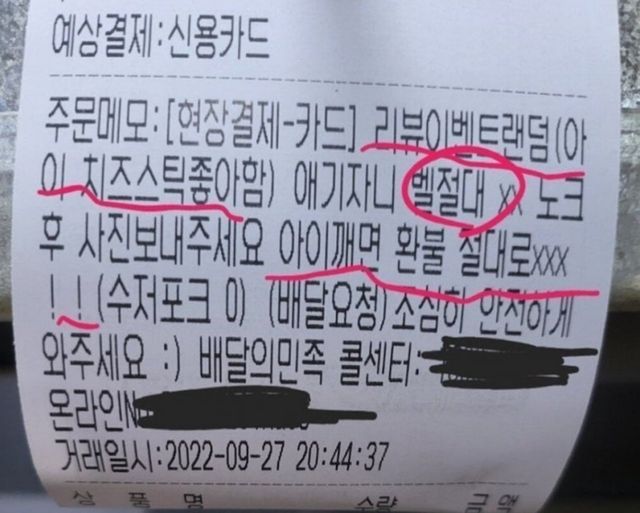 예상결제:신용카드
주문메모:[현장결제-카드] 리뷰이벤트랜덤(아
이 치즈스틱좋아함) 애기자니 벨절대 xx 노크
후 사진보내주세요 아이깨면 환불 절대로xxx
!!(수저포크 0) (배달요청)조심히 안전하게
와주세요 :) 배달의민족 콜센터:
온라인N
거래일시:2022-09-27 20:44:37
상 품 명 수량 금액